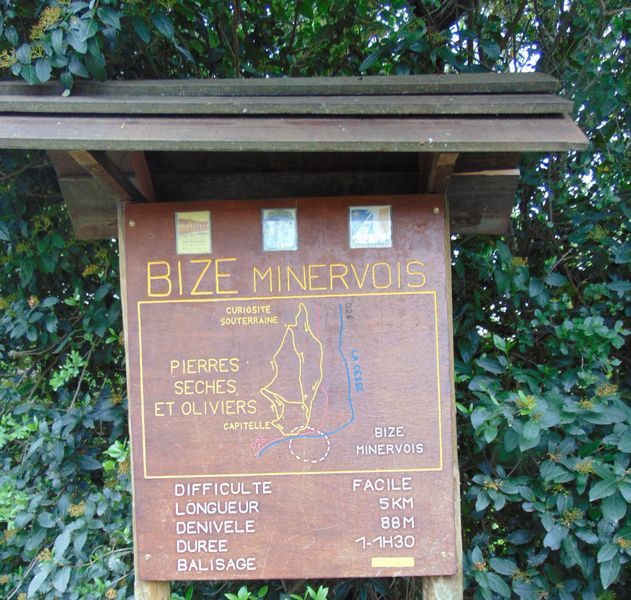 BIZE MINERVOIS
CURIOSITE
SOUTERRAINE
D26
LA CESSE
PIERRES
SECHES
ET OLIVIERS
CAPITELLE
D26
BIZE
MINERVOIS
DIFFICULTE FACILE
LONGUEUR 5KM
DENIVELE 88M
DUREE 1-1H30
BALISAGE